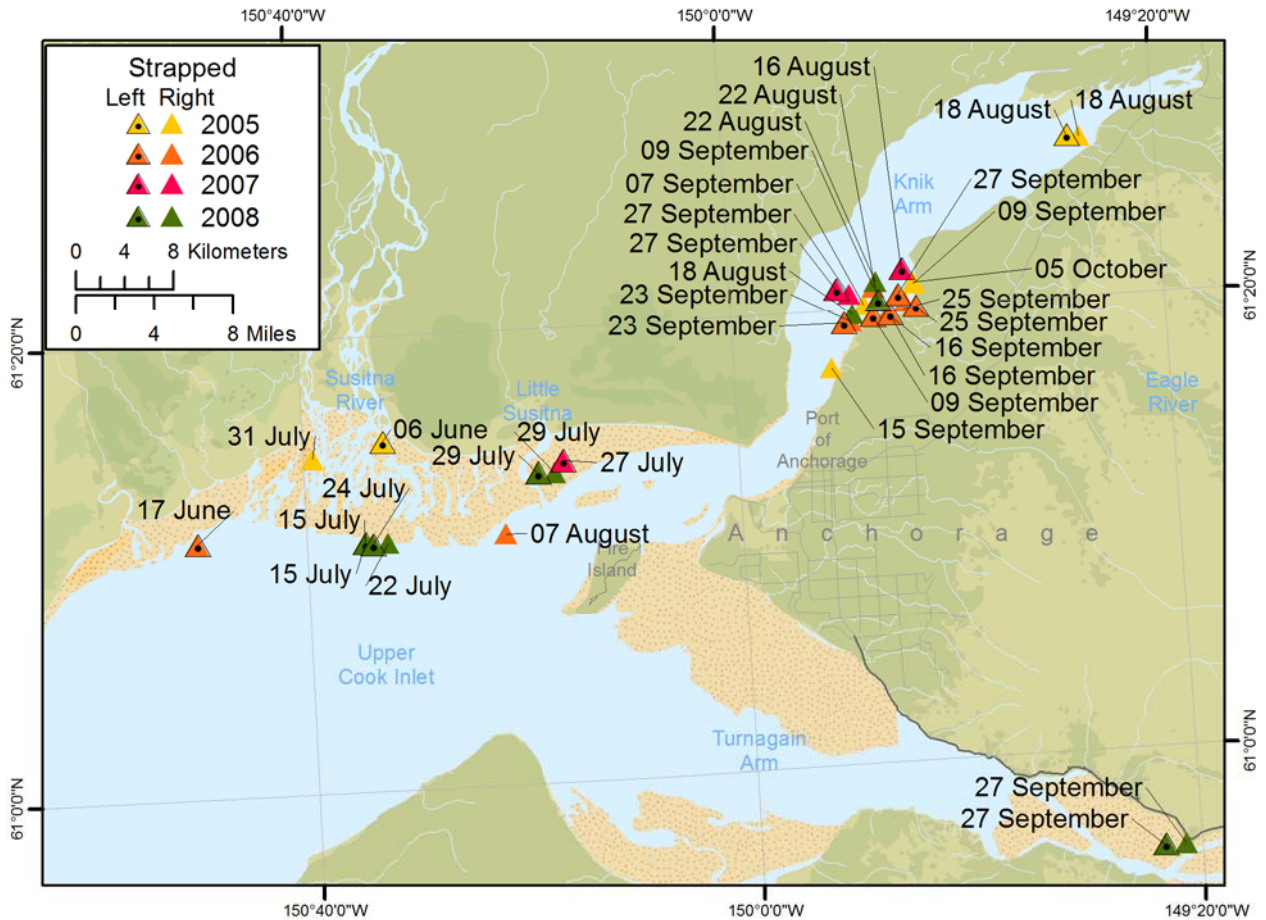 150°40'0"W
150°0'0"W
149°20'0"W
Strapped
Left Right
2005
2006
2007
2008
0 4 8 Kilometers
0 4 8 Miles
16 August
22 August
22 August
09 September
07 September
27 September
27 September
18 August
23 September
23 September
18 August
18 August
Knik
Arm
27 September
09 September
05 October
25 September
25 September
16 September
16 September
09 September
15 September
61°20'0"N
61°20'0"N
Susitna
River
Little
Susitna
Eagle
River
Port
of
Anchorage
31 July
06 June
29 July
29 July
27 July
24 July
17 June
15 July
15 July
22 July
07 August
Fire
Island
Anchorage
Upper
Cook Inlet
Turnagain
Arm
27 September
27 September
61°0'0"N
61°0'0"N
150°40'0"W
150°0'0"W
149°20'0"W